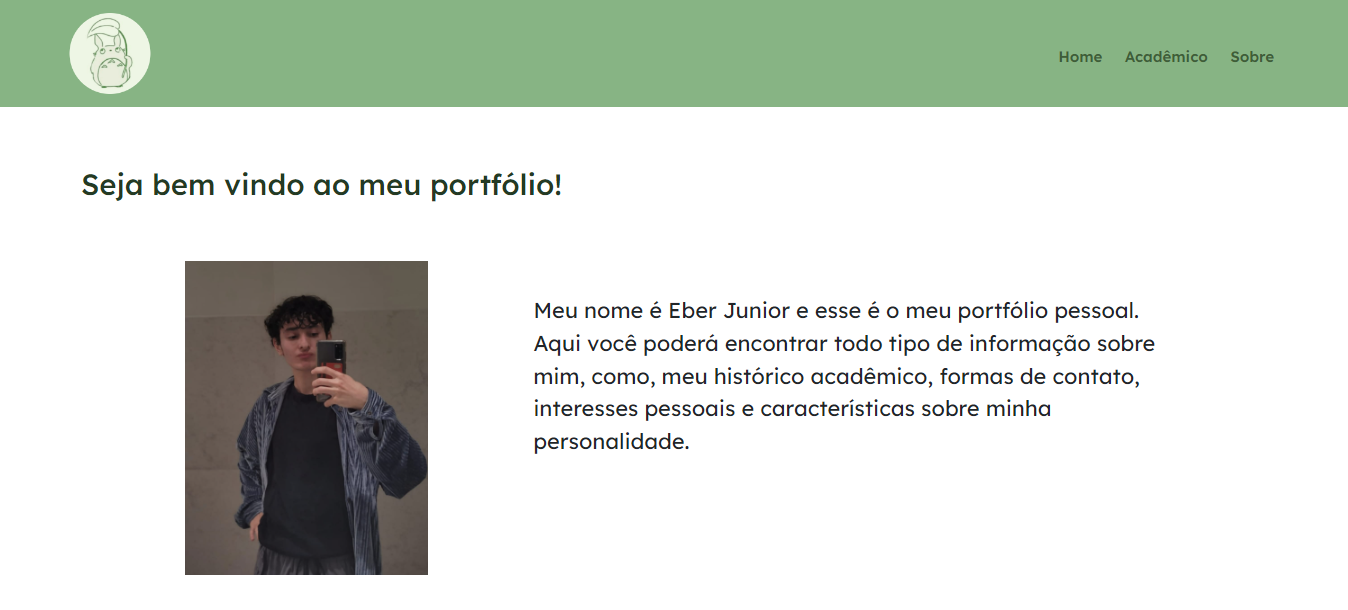 Home Acadêmico Sobre
Seja bem vindo ao meu portfólio!
Meu nome é Eber Junior e esse é o meu portfólio pessoal.
Aqui você poderá encontrar todo tipo de informação sobre
mim, como, meu histórico acadêmico, formas de contato,
interesses pessoais e características sobre minha
personalidade.